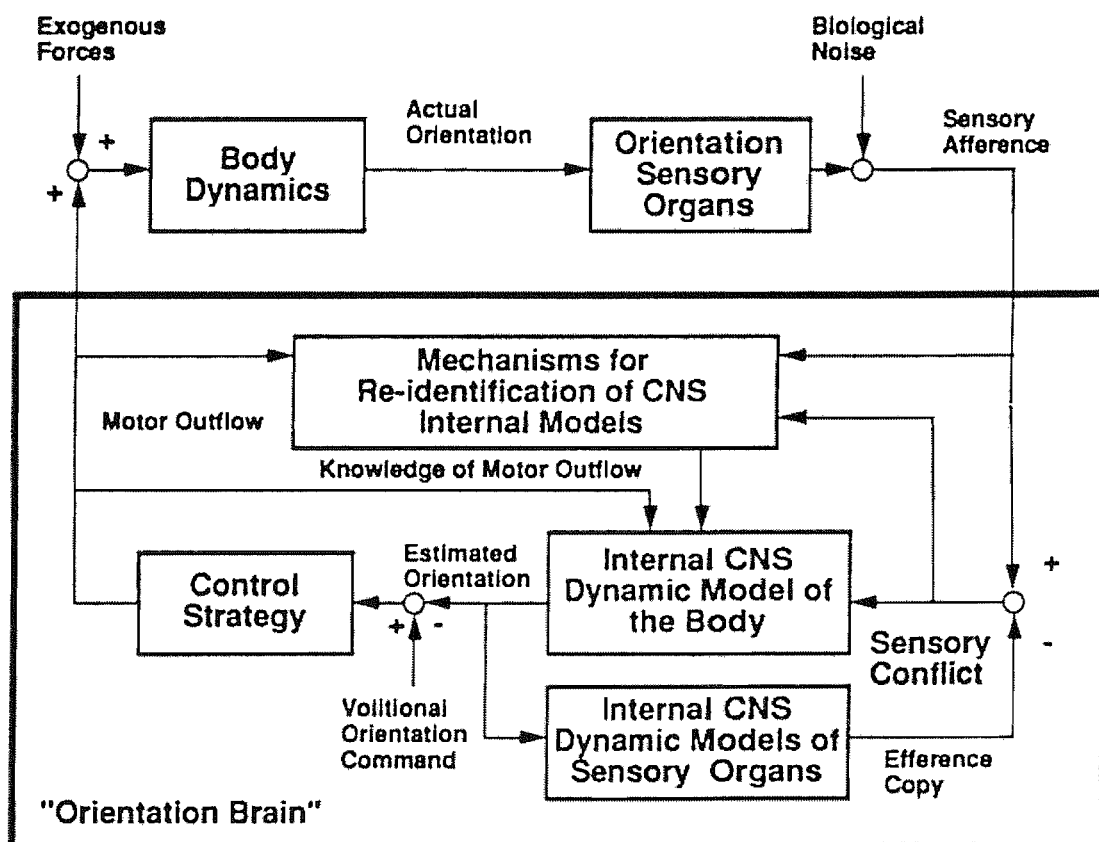 Exogenous
Forces
Biological
Noise
+
+
Body
Dynamics
Actual
Orientation
Orientation
Sensory
Organs
Sensory
Afference
Mechanisms for
Re-identification of CNS
Internal Models
Motor Outflow
Knowledge of Motor Outflow
Control
Strategy
Estimated
Orientation
+
-
Internal CNS
Dynamic Model of
the Body
+
-
Sensory
Conflict
Volitional
Orientation
Command
Internal CNS
Dynamic Models of
Sensory Organs
Efference
Copy
"Orientation Brain"